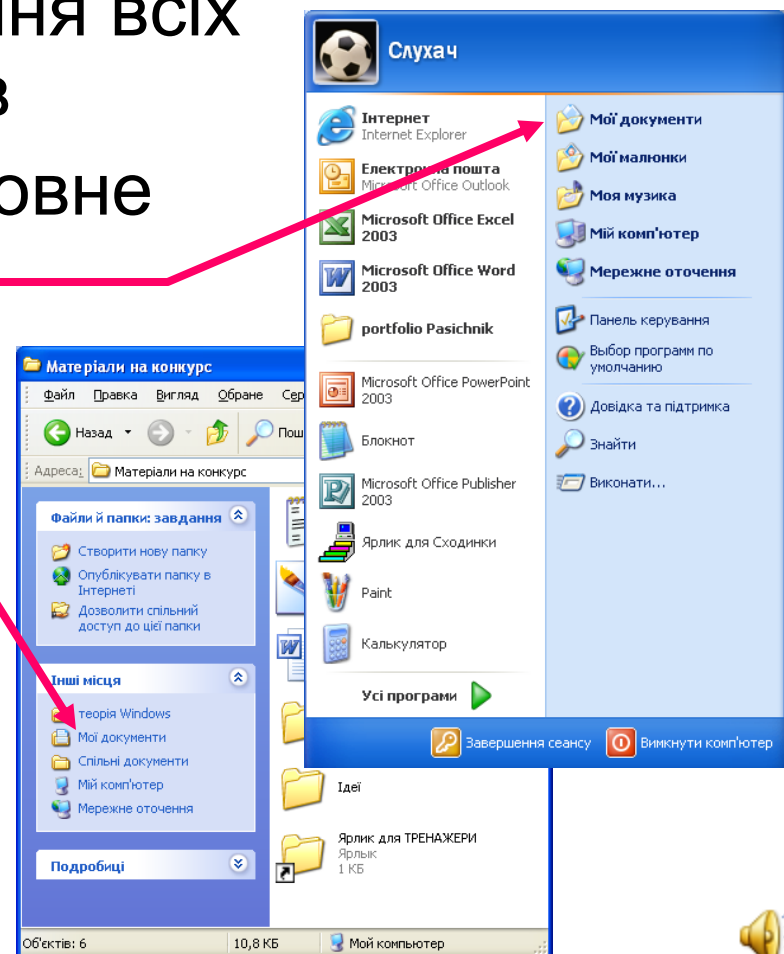 ня всіх
в
овне
Слухач
Інтернет
Internet Explorer
Електронна пошта
Microsoft Office Outlook
Microsoft Office Excel
2003
Microsoft Office Word
2003
portfolio Pasichnik
Microsoft Office PowerPoint
2003
Блокнот
Microsoft Office Publisher
2003
Ярлик для Сходинки
Paint
Калькулятор
Усі програми
Мої документи
Мої малюнки
Моя музика
Мій комп'ютер
Мережне оточення
Панель керування
Выбор программ по
умолчанию
Довідка та підтримка
Знайти
Виконати...
Завершення сеансу
Вимкнути комп'ютер
Матеріали на конкурс
Файл Правка Вигляд Обране Сер
Назад Пош
Адреса: Матеріали на конкурс
Файли й папки: завдання
Створити нову папку
Опублікувати папку в
Інтернеті
Дозволити спільний
доступ до цієї папки
Інші місця
теорія Windows
Мої документи
Спільні документи
Мій комп'ютер
Мережне оточення
Подробиці
Ідеї
Ярлик для ТРЕНАЖЕРИ
Ярлык
1 КБ
Об'єктів: 6 10,8 КБ Мой компьютер